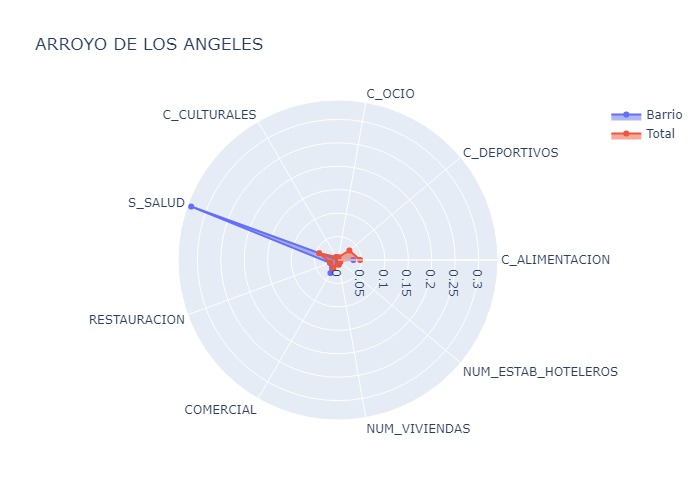 ARROYO DE LOS ANGELES
C_OCIO
C_CULTURALES
Barrio
Total
C_DEPORTIVOS
S_SALUD
C_ALIMENTACION
0
0.05
0.1
0.15
0.2
0.25
0.3
RESTAURACION
NUM_ESTAB_HOTELEROS
COMERCIAL
NUM_VIVIENDAS